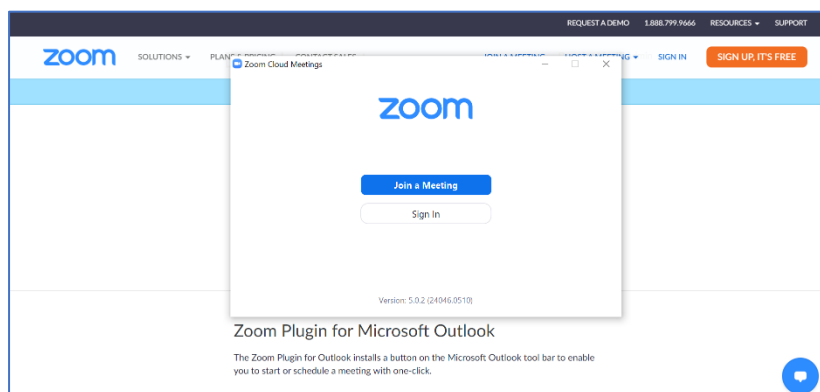 REQUEST A DEMO 1.888.799.9666 RESOURCES SUPPORT
zoom SOLUTIONS SIGN IN SIGN UP, IT'S FREE
Zoom Cloud Meetings
zoom
Join a Meeting
Sign In
Version: 5.0.2 (24046.0510)
Zoom Plugin for Microsoft Outlook
The Zoom Plugin for Outlook installs a button on the Microsoft Outlook tool bar to enable
you to start or schedule a meeting with one-click.